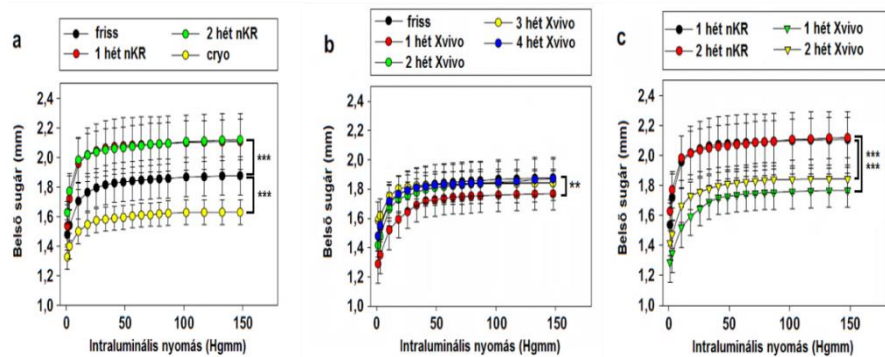 a
friss
1 hét nKR
2 hét nKR
cryo
Belső sugár (mm)
2,4
2,2
2,0
1,8
1,6
1,4
1,2
1,0
***
***
0 50 100 150
Intraluminális nyomás (Hgmm)
b
friss
1 hét Xvivo
2 hét Xvivo
3 hét Xvivo
4 hét Xvivo
Belső sugár (mm)
2,4
2,2
2,0
1,8
1,6
1,4
1,2
1,0
**
0 50 100 150
Intraluminális nyomás (Hgmm)
c
1 hét nKR
2 hét nKR
1 hét Xvivo
2 hét Xvivo
Belső sugár (mm)
2,4
2,2
2,0
1,8
1,6
1,4
1,2
1,0
***
***
0 50 100 150
Intraluminális nyomás (Hgmm)